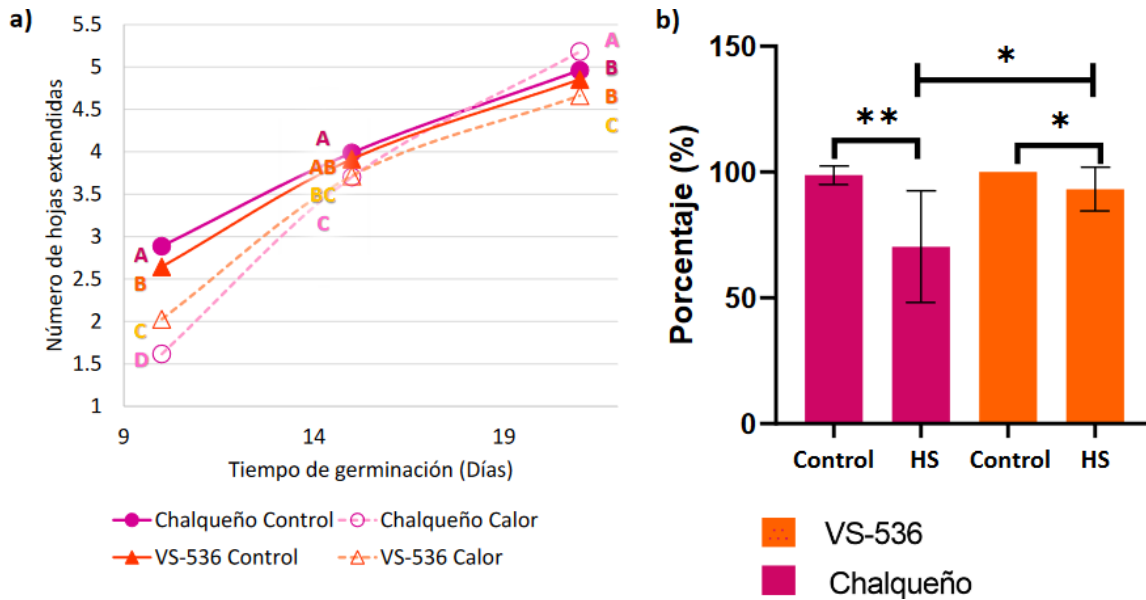 a)
Número de hojas extendidas
5.5
5
4.5
4
3.5
3
2.5
2
1.5
1
A
B
C
D
A
AB
BC
C
A
B
B
C
9 14 19
Tiempo de germinación (Días)
Chalqueño Control Chalqueño Calor
VS-536 Control VS-536 Calor
b)
Porcentaje (%)
150
100
50
0
**
*
*
Control HS Control HS
VS-536
Chalqueño